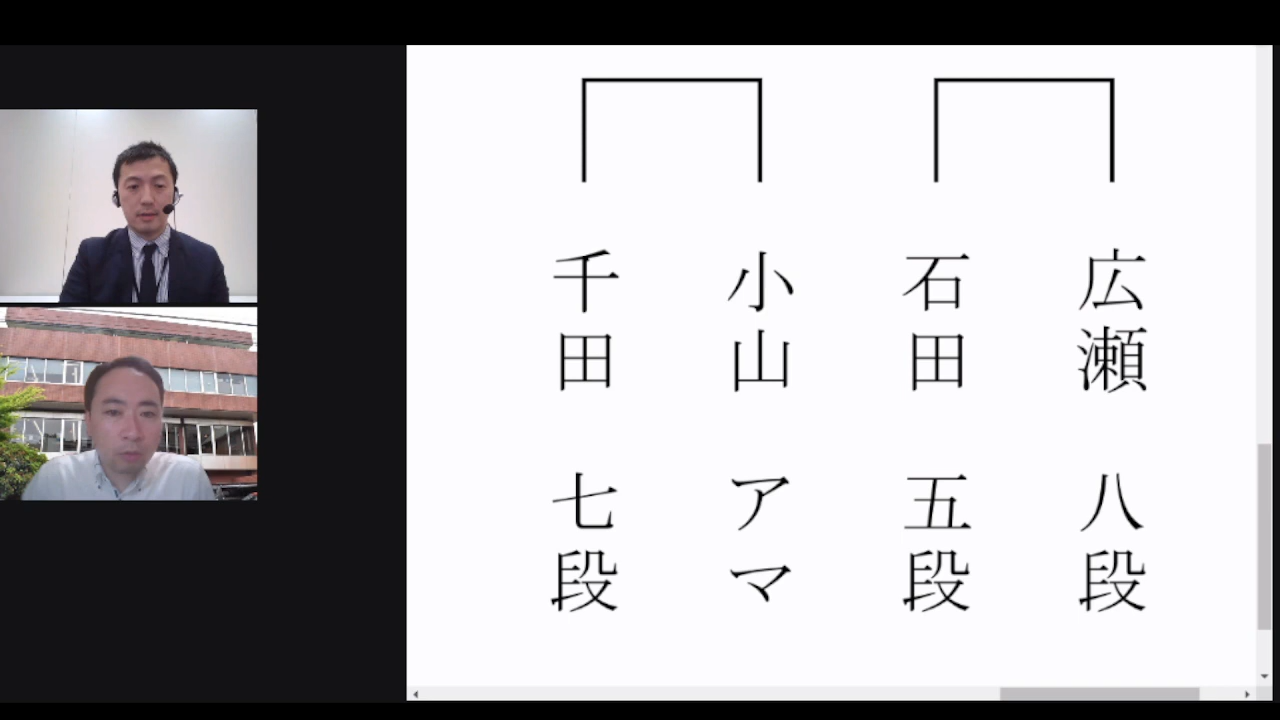 広瀬 八段
石田 五段
小山 アマ
千田 七段